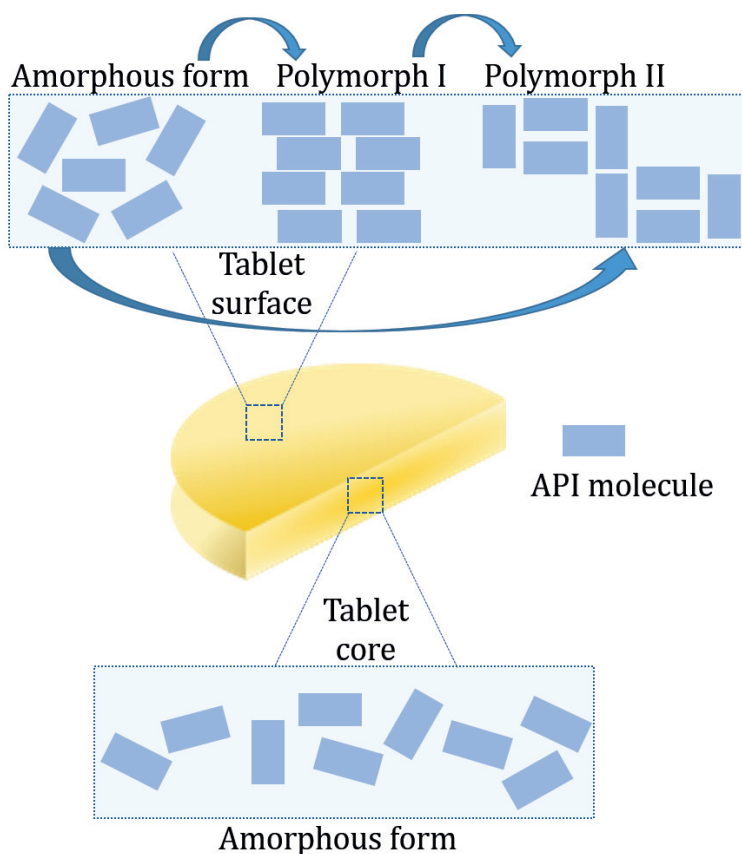 Amorphous form Polymorph I Polymorph II
Tablet
surface
API molecule
Tablet
core
Amorphous form